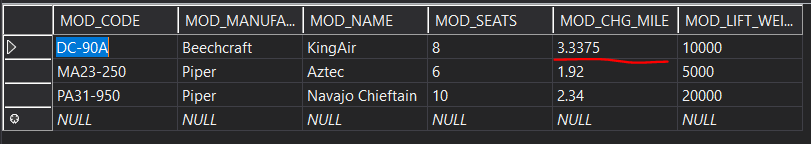 MOD_CODE MOD_MANUFA... MOD_NAME MOD_SEATS MOD_CHG_MILE MOD_LIFT_WEI...
DC-90A Beechcraft KingAir 8 3.3375 10000
MA23-250 Piper Aztec 6 1.92 5000
PA31-950 Piper Navajo Chieftain 10 2.34 20000
NULL NULL NULL NULL NULL NULL